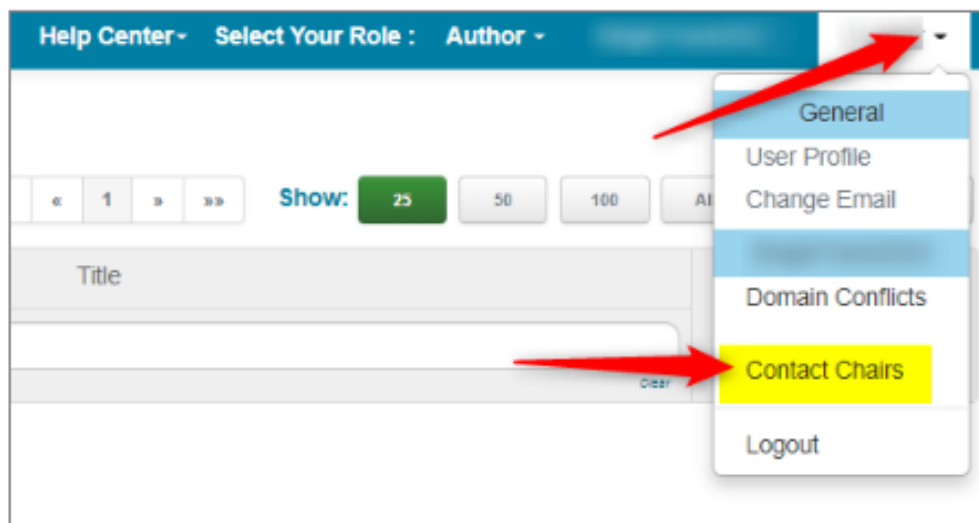 Help Center Select Your Role : Author
General
User Profile
« 1 » »» Show: 25 50 100 Al
Change Email
Title
Domain Conflicts
Contact Chairs
Clear
Logout